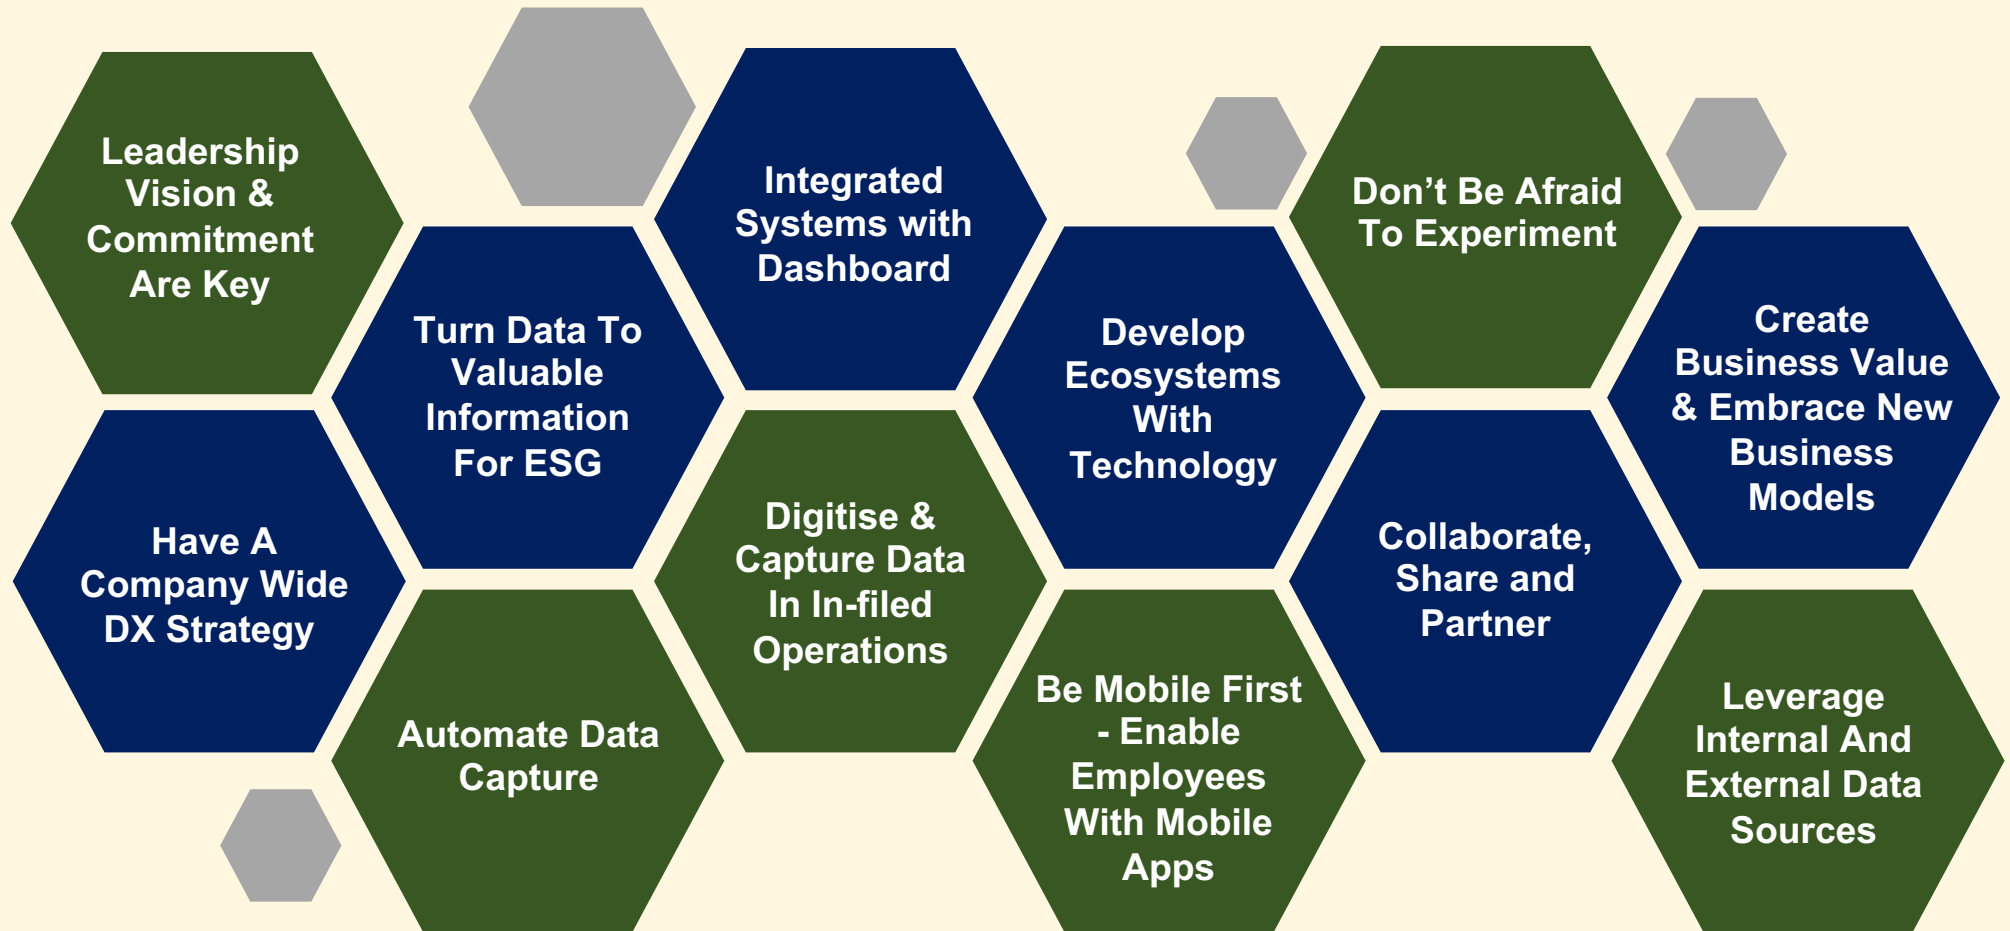 Leadership
Vision &
Commitment
Are Key
Have A
Company Wide
DX Strategy
Turn Data To
Valuable
Information
For ESG
Automate Data
Capture
Integrated
Systems with
Dashboard
Digitise &
Capture Data
In In-filed
Operations
Develop
Ecosystems
With
Technology
Be Mobile First
- Enable
Employees
With Mobile
Apps
Don’t Be Afraid
To Experiment
Collaborate,
Share and
Partner
Create
Business Value
& Embrace New
Business
Models
Leverage
Internal And
External Data
Sources